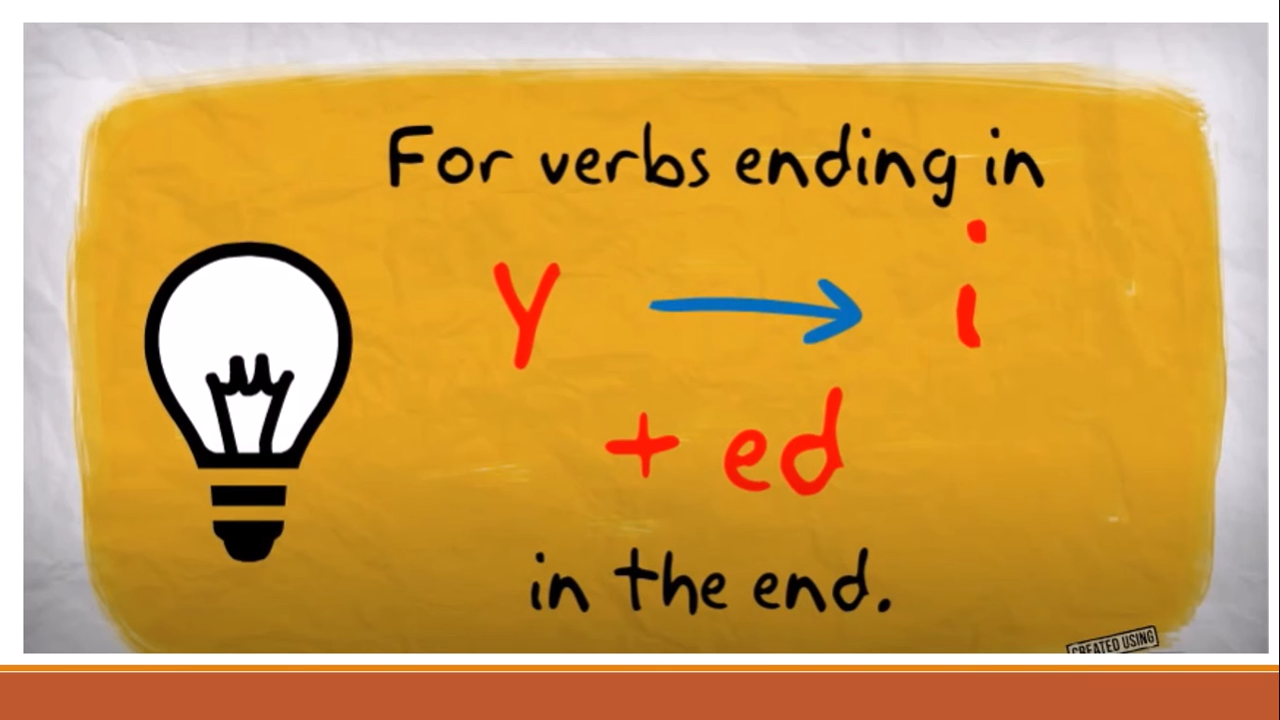 For verbs ending in
y → i
+ ed
in the end.
CREATED USING